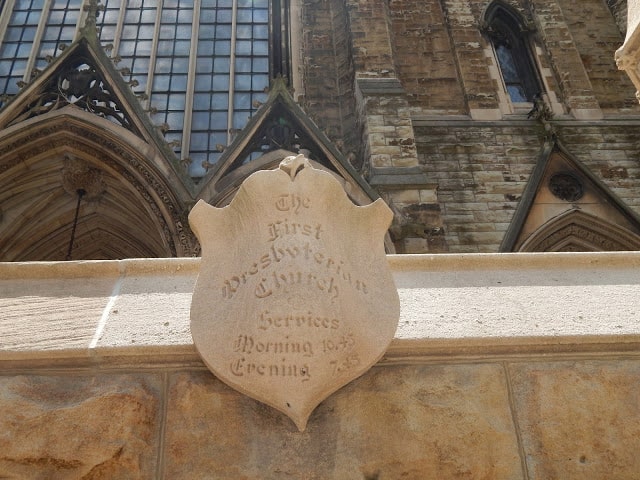 The
First
Presbyterian
Church
Services
Morning 10.45
Evening 7.45